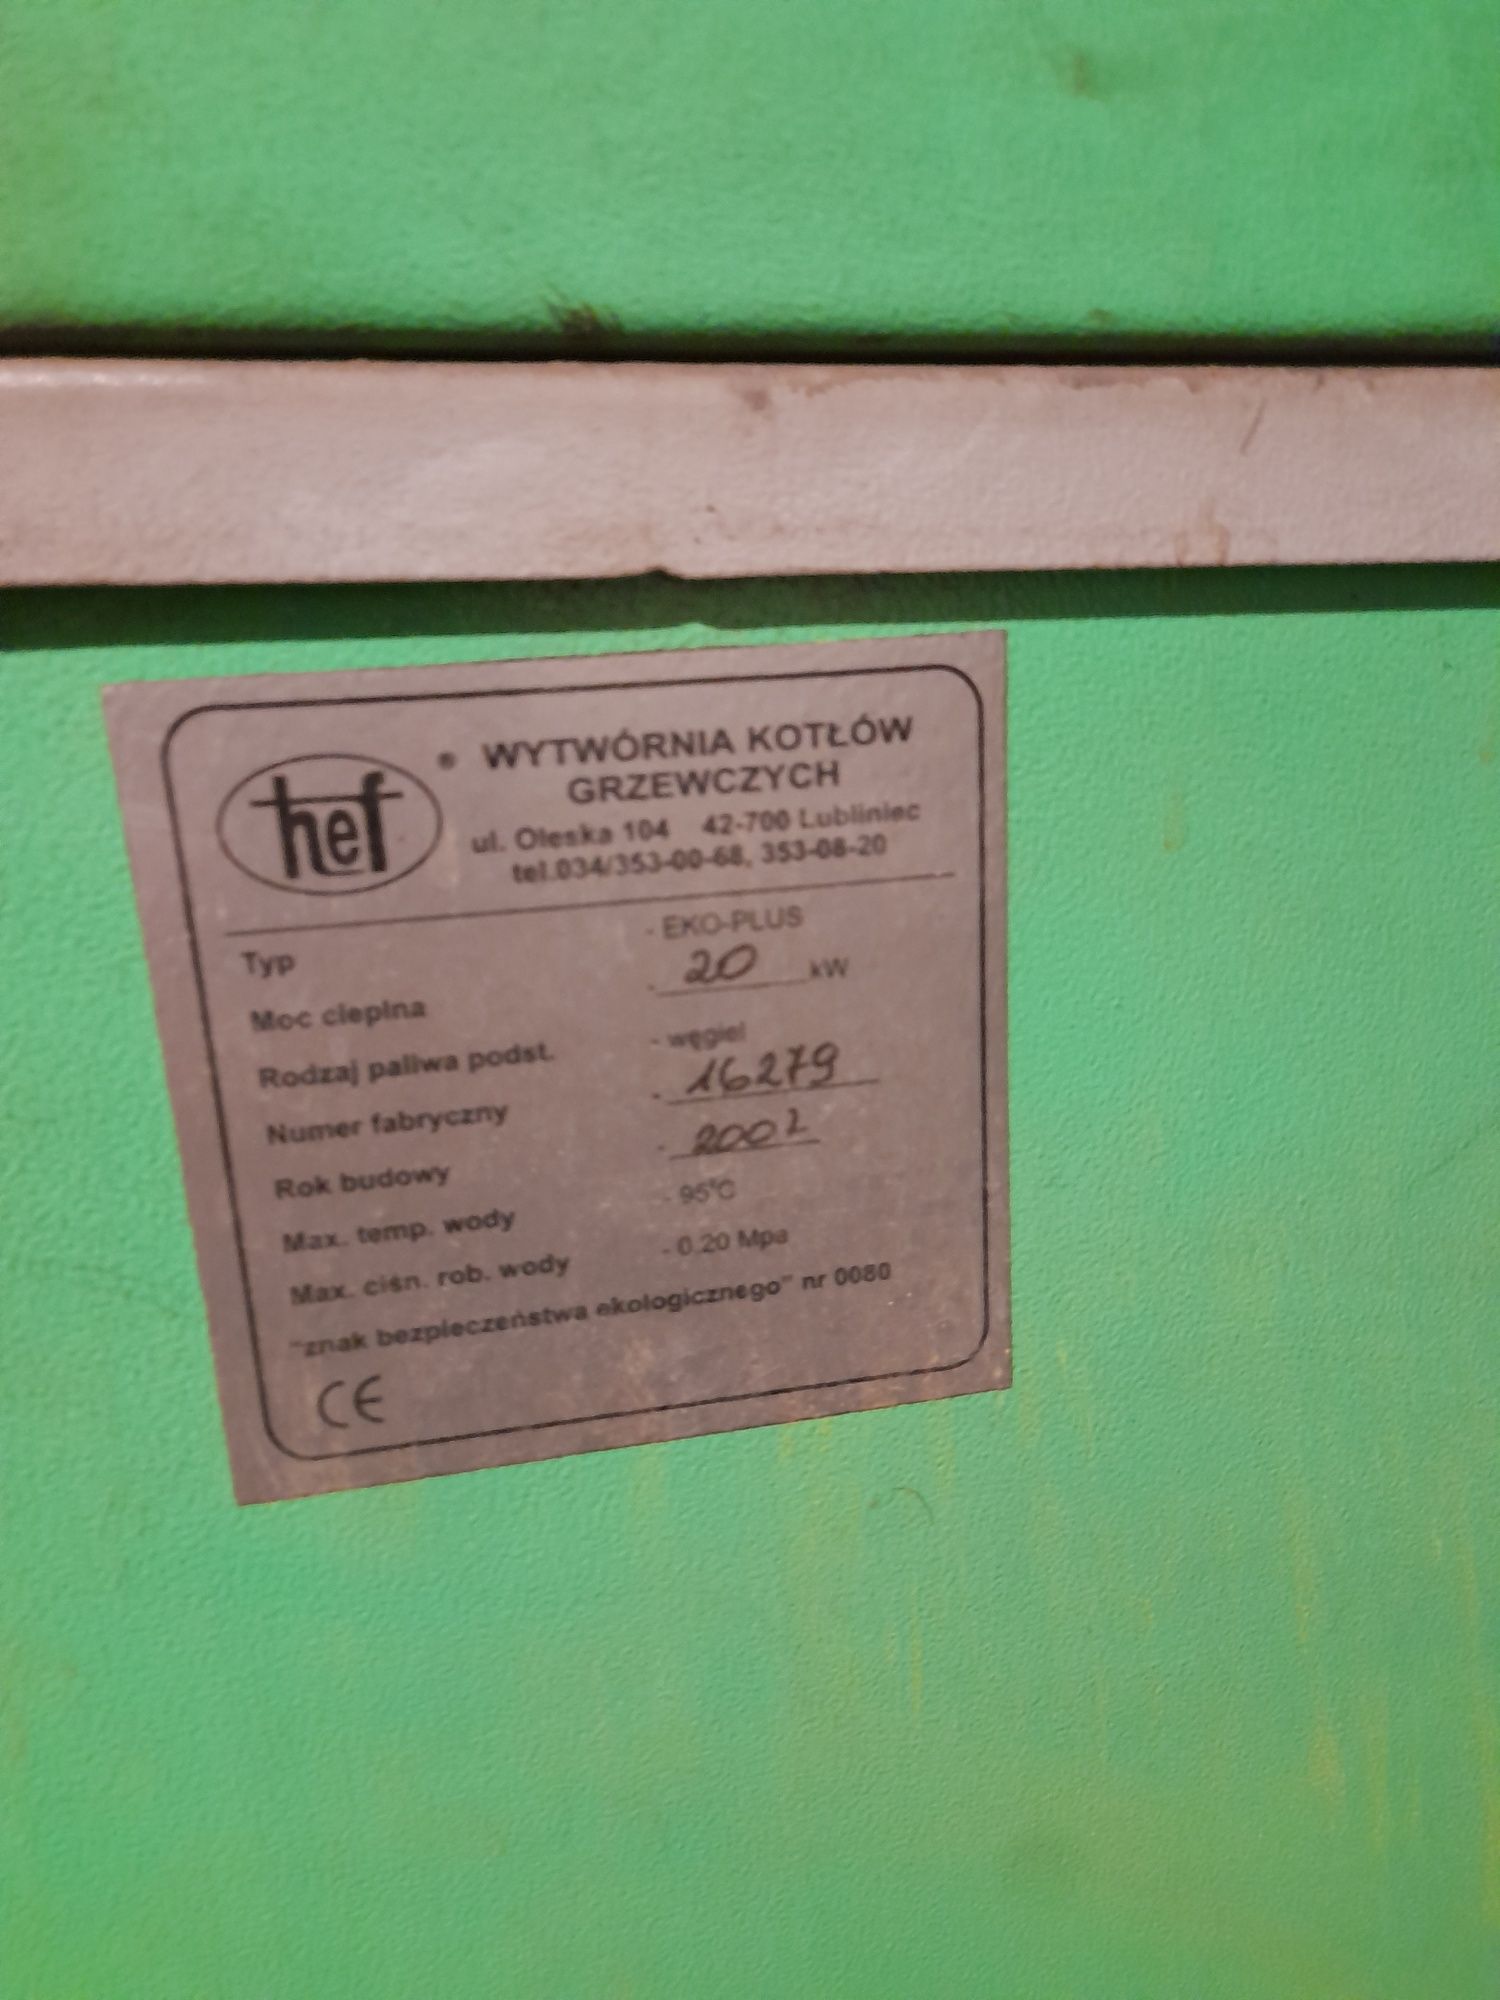 hef ® WYTWÓRNIA KOTŁÓW
GRZEWCZYCH
ul. Oleska 104 42-700 Lubliniec
tel.034/353-00-68, 353-08-20
Typ - EKO-PLUS
Moc cieplna - 20 kW
Rodzaj paliwa podst. - węgiel
Numer fabryczny - 16279
Rok budowy - 2002
Max. temp. wody - 95°C
Max. ciśn. rob. wody - 0.20 Mpa
"znak bezpieczeństwa ekologicznego" nr 0080
CE